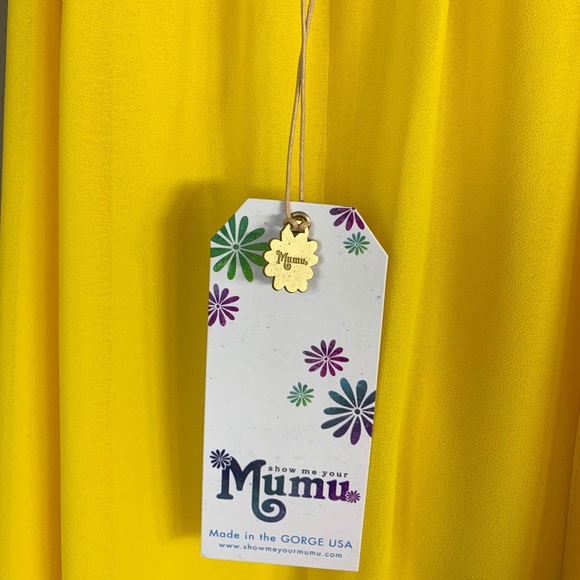 Mumu
show me your
Mumu
Made in the GORGE USA
www.showmeyourmumu.com